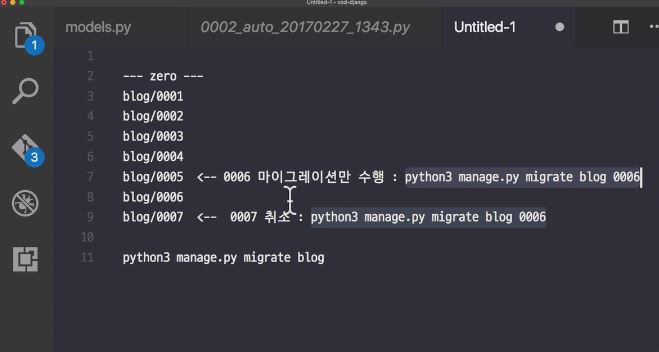 Untitled-1 - vod-django
models.py 0002_auto_20170227_1343.py Untitled-1
1
1
2 --- zero ---
3 blog/0001
4 blog/0002
5 blog/0003
6 blog/0004
7 blog/0005 <-- 0006 마이그레이션만 수행 : python3 manage.py migrate blog 0006
8 blog/0006
9 blog/0007 <-- 0007 취소 : python3 manage.py migrate blog 0006
10
11 python3 manage.py migrate blog
3